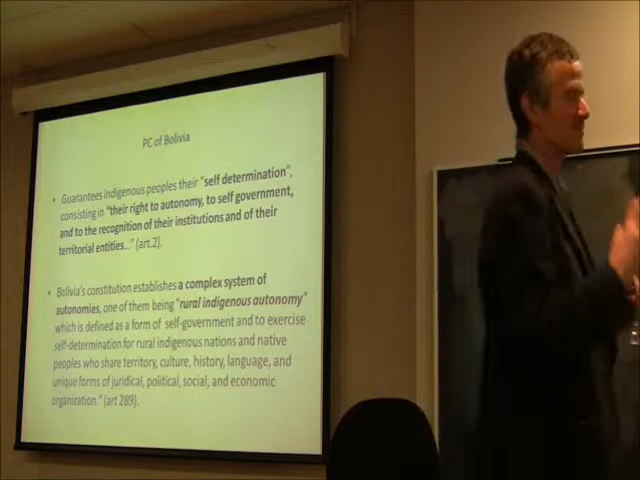 PC of Bolivia
• Guarantees indigenous peoples their "self determination",
consisting in "their right to autonomy, to self government,
and to the recognition of their institutions and of their
territorial entities..." (art.2).
• Bolivia's constitution establishes a complex system of
autonomies, one of them being "rural indigenous autonomy"
which is defined as a form of self-government and to exercise
self-determination for rural indigenous nations and native
peoples who share territory, culture, history, language, and
unique forms of juridical, political, social, and economic
organization." (art 289).